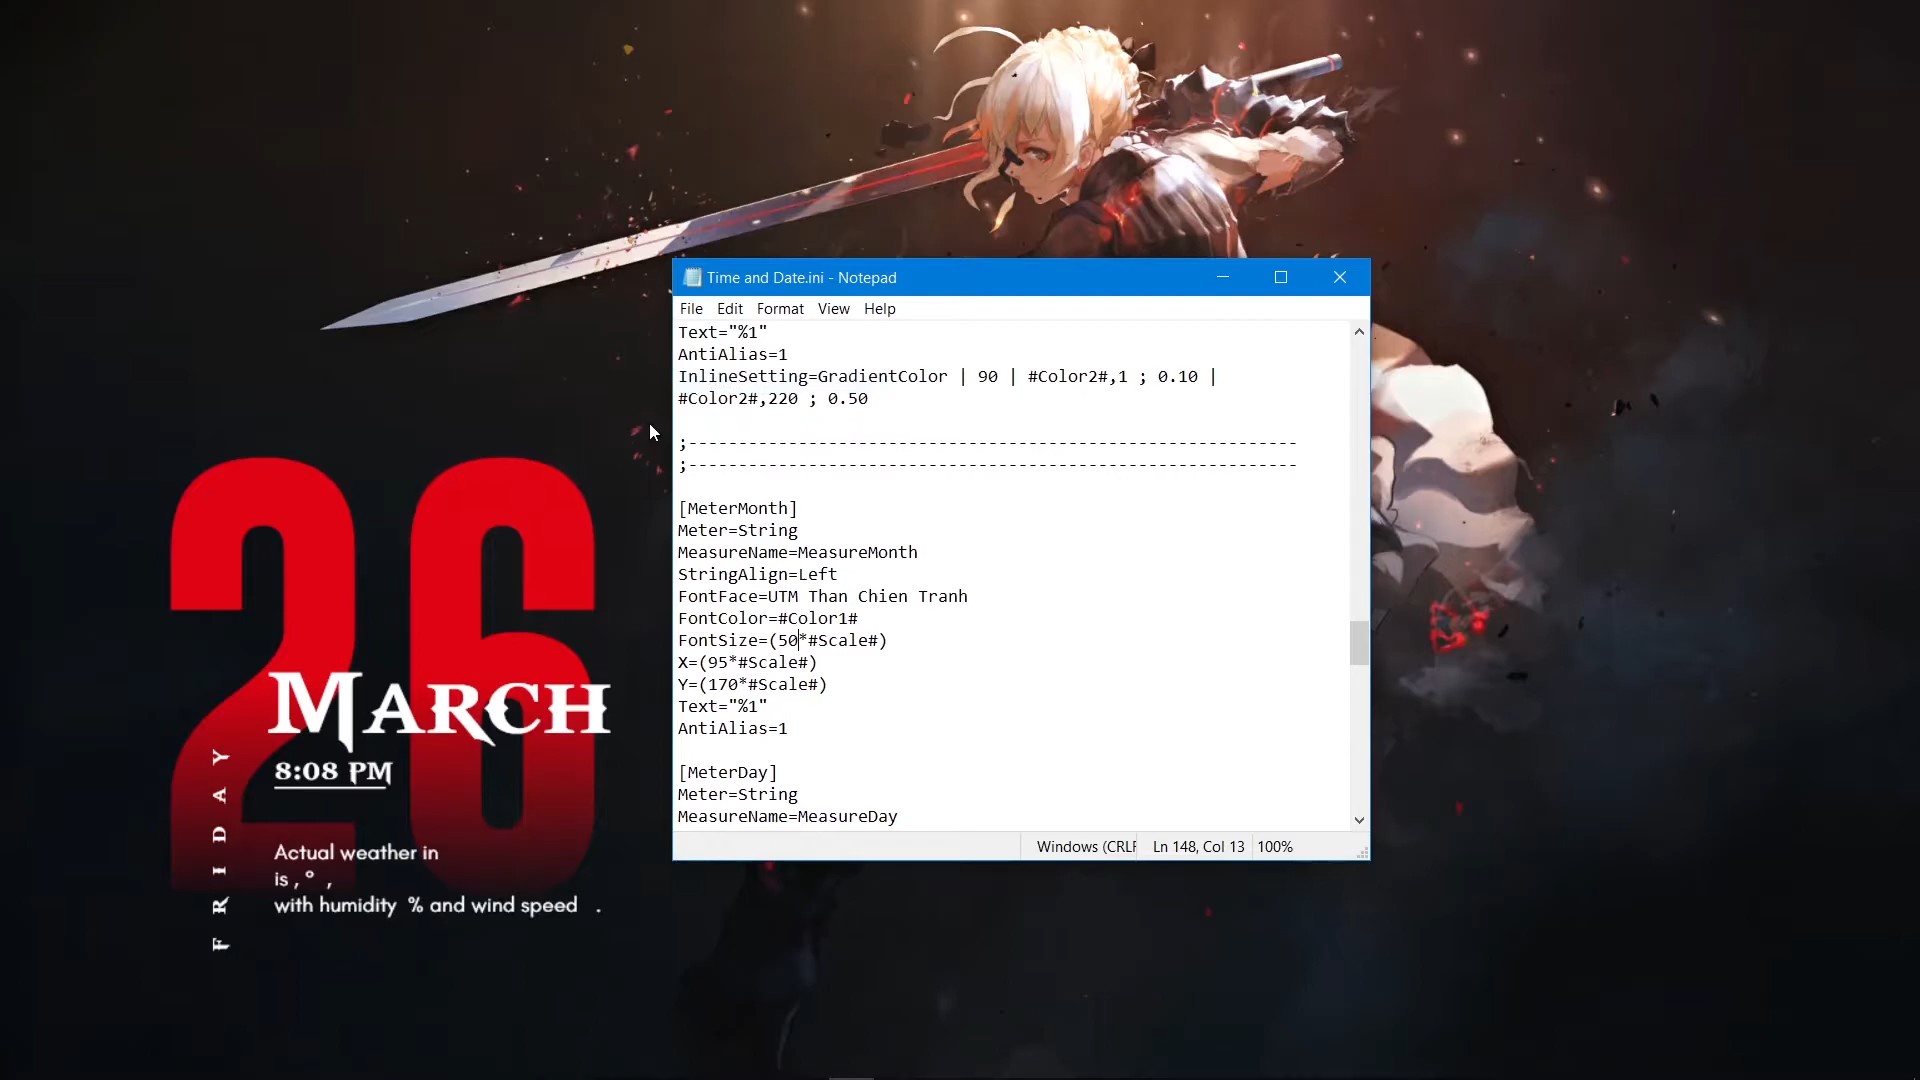 26
MARCH
8:08 PM
FRIDAY
Actual weather in
is , ° ,
with humidity % and wind speed .
Time and Date.ini - Notepad
File Edit Format View Help
Text="%1"
AntiAlias=1
InlineSetting=GradientColor | 90 | #Color2#,1 ; 0.10 |
#Color2#,220 ; 0.50
;-------------------------------------------------------------
;-------------------------------------------------------------
[MeterMonth]
Meter=String
MeasureName=MeasureMonth
StringAlign=Left
FontFace=UTM Than Chien Tranh
FontColor=#Color1#
FontSize=(50*#Scale#)
X=(95*#Scale#)
Y=(170*#Scale#)
Text="%1"
AntiAlias=1
[MeterDay]
Meter=String
MeasureName=MeasureDay
Windows (CRLF Ln 148, Col 13 100%